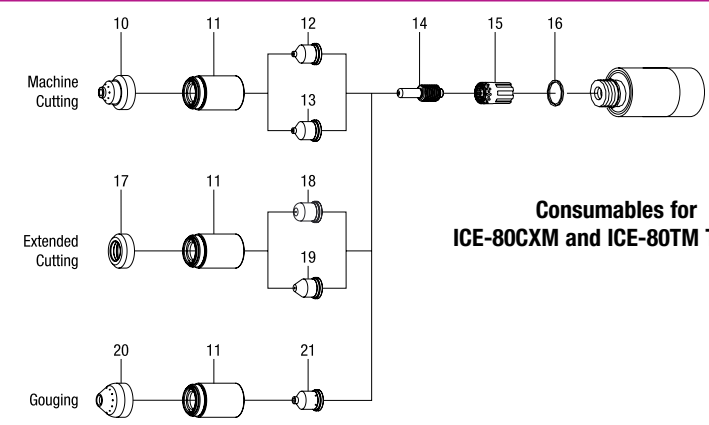 10 11 12 14 15 16
Machine
Cutting
13
17 11 18
Consumables for
ICE-80CXM and ICE-80TM
Extended
Cutting
19
20 11 21
Gouging